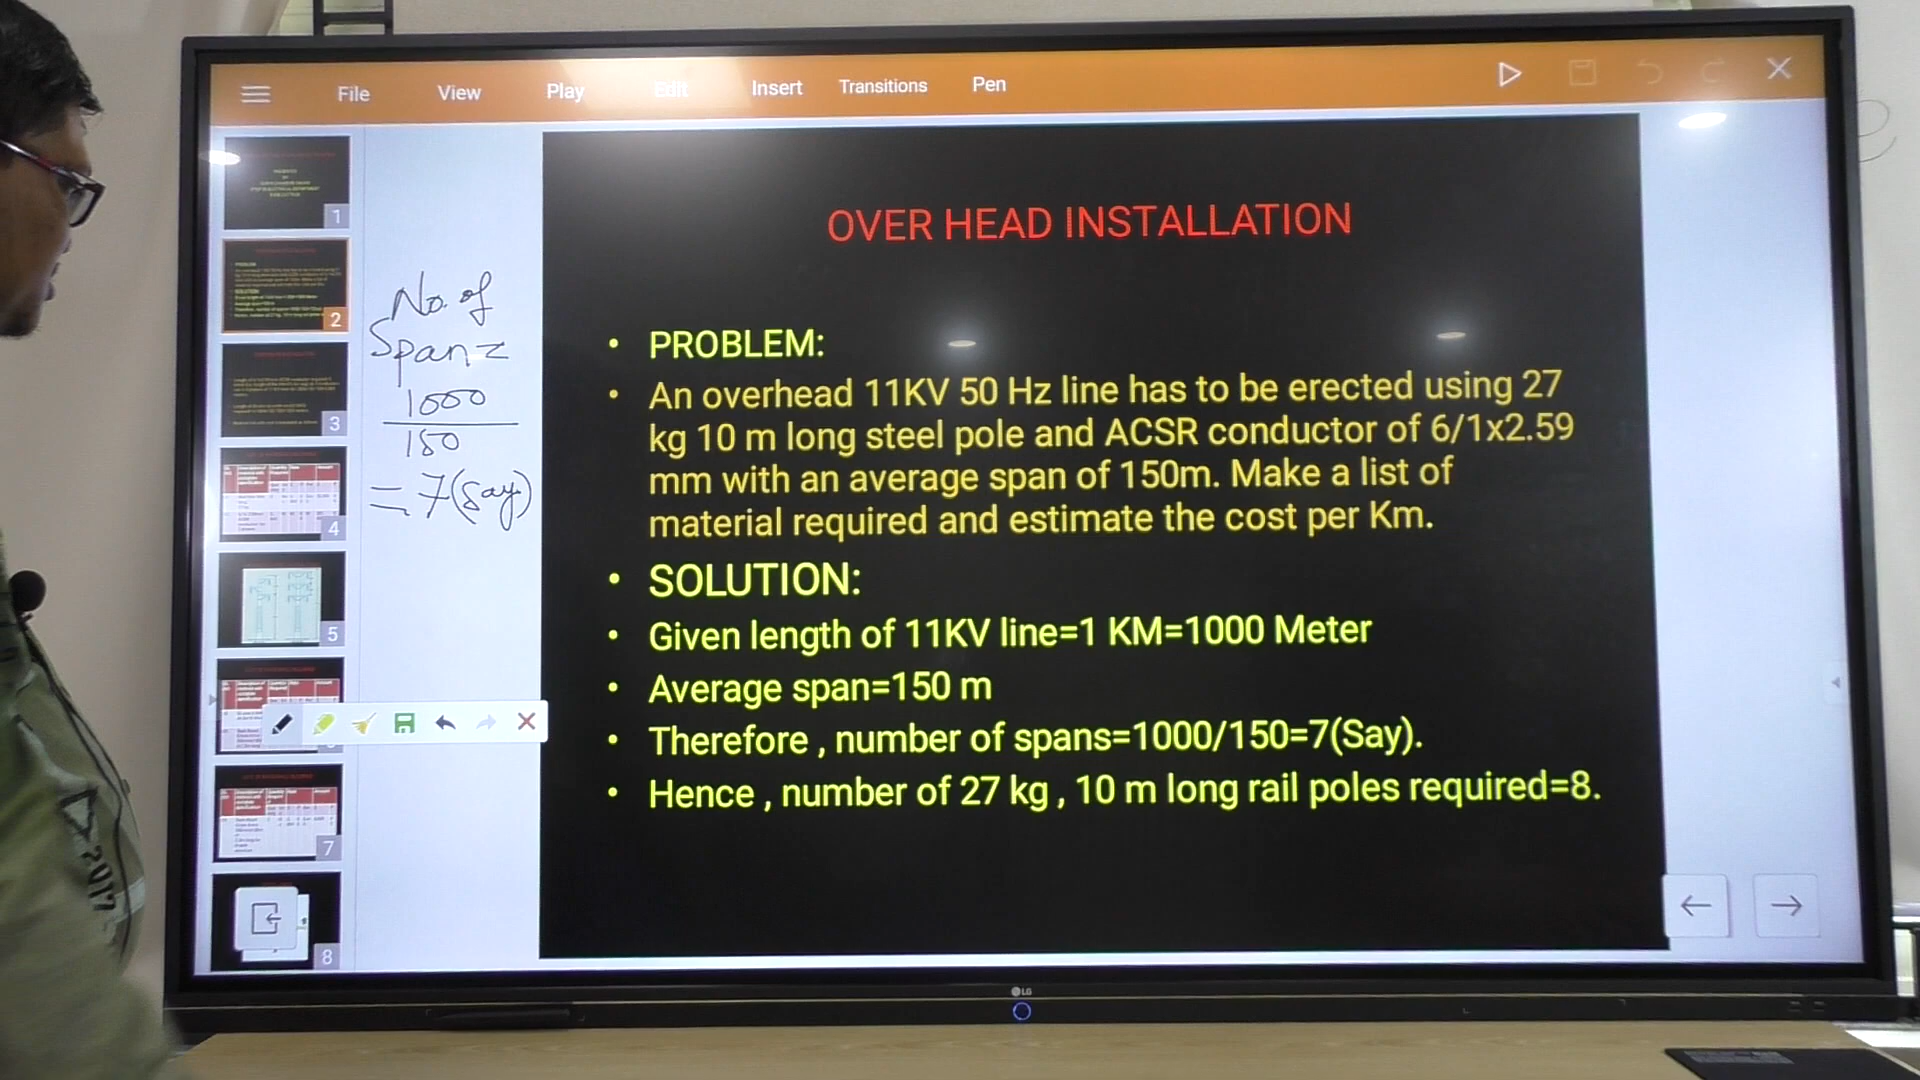 File View Play Edit Insert Transitions Pen
1
2
3
4
5
7
8
No. of
Span =
1000
150
= 7(Say)
OVER HEAD INSTALLATION
• PROBLEM:
• An overhead 11KV 50 Hz line has to be erected using 27
kg 10 m long steel pole and ACSR conductor of 6/1x2.59
mm with an average span of 150m. Make a list of
material required and estimate the cost per Km.
• SOLUTION:
• Given length of 11KV line=1 KM=1000 Meter
• Average span=150 m
• Therefore , number of spans=1000/150=7(Say).
• Hence , number of 27 kg , 10 m long rail poles required=8.
LG
2017